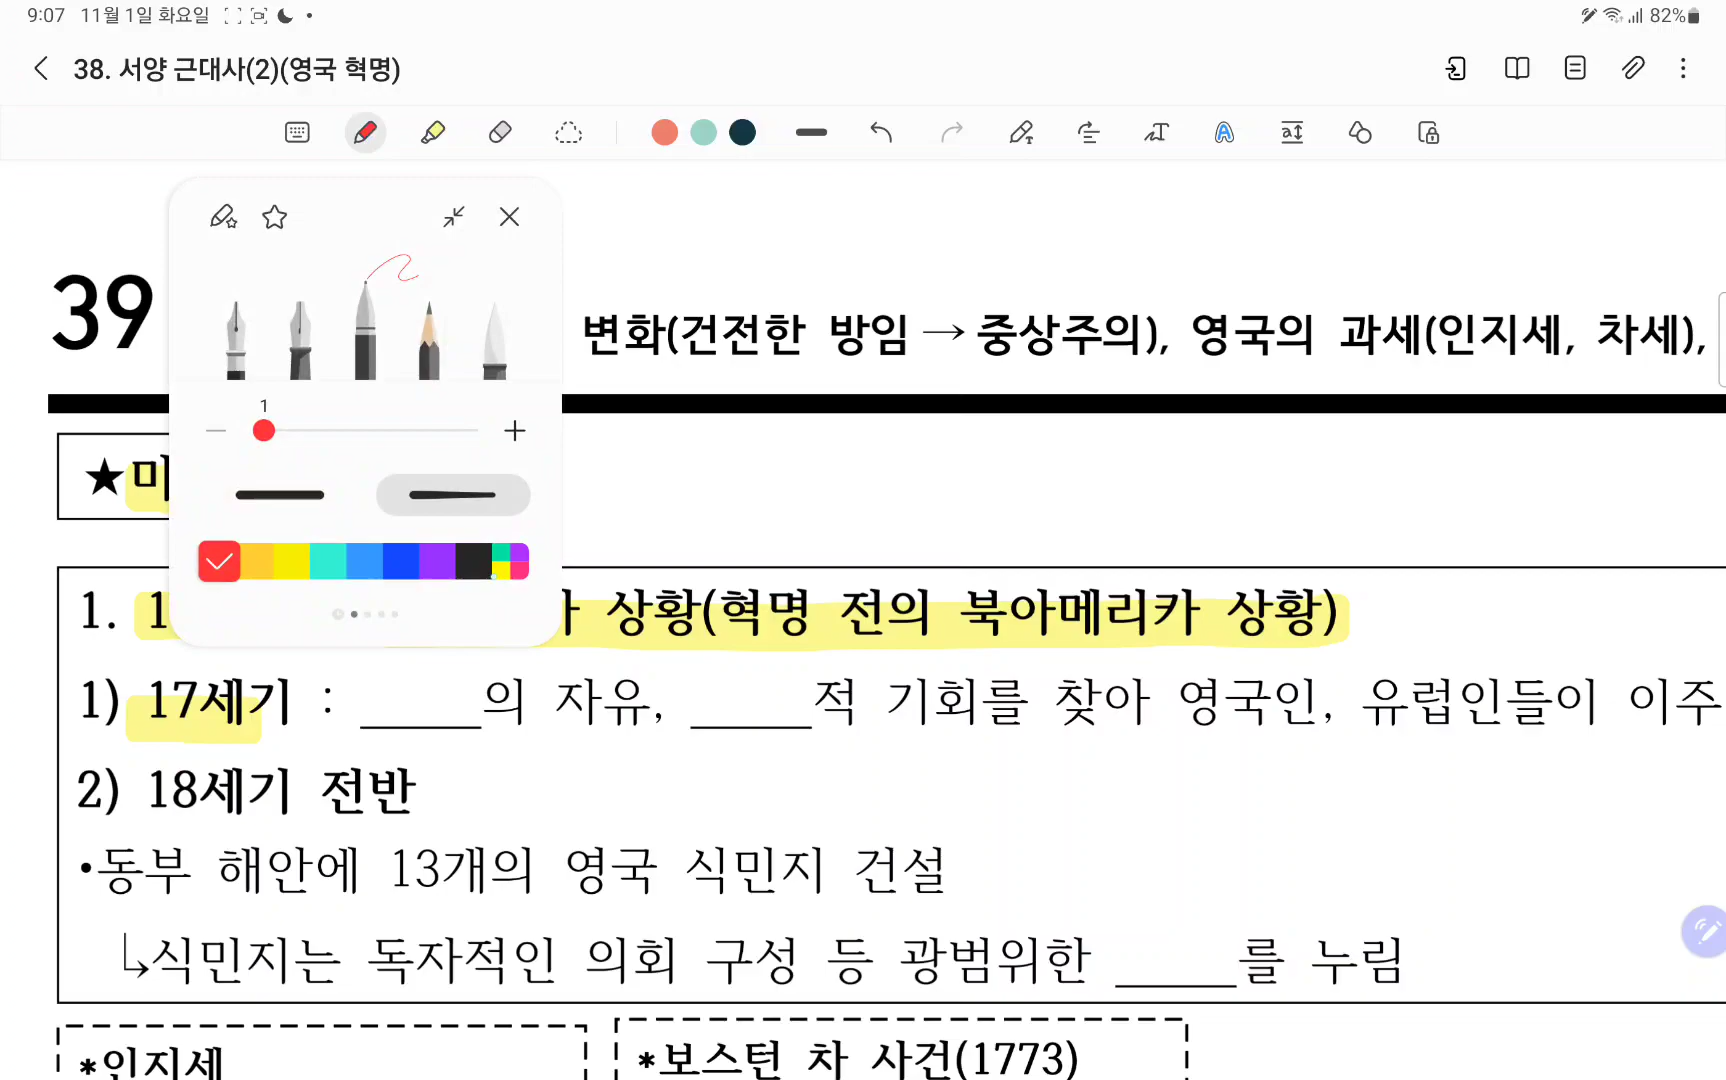 9:07 11월 1일 화요일 82%
38. 서양 근대사(2)(영국 혁명)
39 변화(건전한 방임 → 중상주의), 영국의 과세(인지세, 차세),
1
★미
1. 1 상황(혁명 전의 북아메리카 상황)
1) 17세기 : _____의 자유, _____적 기회를 찾아 영국인, 유럽인들이 이주
2) 18세기 전반
•동부 해안에 13개의 영국 식민지 건설
↳식민지는 독자적인 의회 구성 등 광범위한 _____를 누림
*인지세 *보스턴 차 사건(1773)